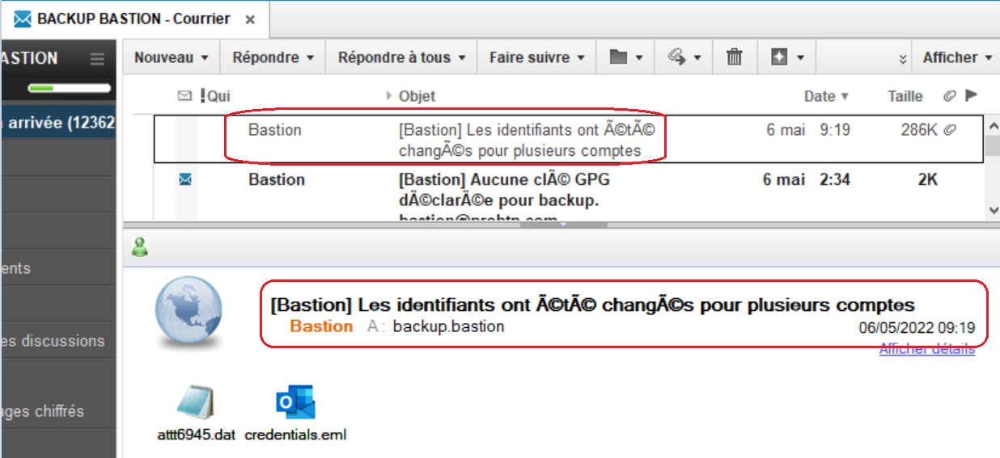 BACKUP BASTION - Courrier ×
ASTION
Nouveau Répondre Répondre à tous Faire suivre Afficher
arrivée (12362
! Qui Objet Date Taille
Bastion [Bastion] Les identifiants ont Ã©tÃ© 6 mai 9:19 286K
changÃ©s pour plusieurs comptes
Bastion [Bastion] Aucune clÃ© GPG 6 mai 2:34 2K
dÃ©clarÃ©e pour backup.
bastion@probtp.com
ents
es discussions
ages chiffrés
[Bastion] Les identifiants ont Ã©tÃ© changÃ©s pour plusieurs comptes
Bastion A : backup.bastion
06/05/2022 09:19
Afficher détails
attt6945.dat credentials.eml